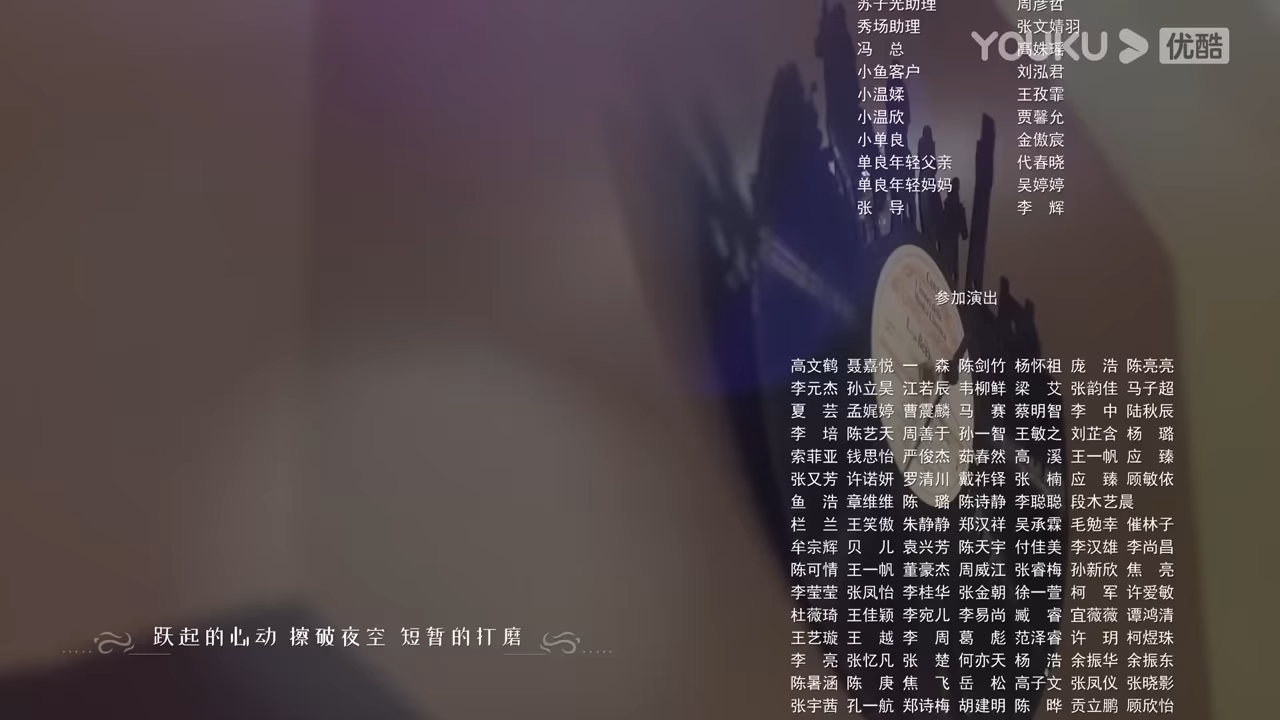 苏子光助理 周彦哲
秀场助理 张文婧羽
YOUKU 优酷
冯 总 高姝瑶
小鱼客户 刘泓君
小温媃 王孜霏
小温欣 贾馨允
小单良 金傲宸
单良年轻父亲 代春晓
单良年轻妈妈 吴婷婷
张 导 李 辉
参加演出
高文鹤 聂嘉悦 一 森 陈剑竹 杨怀祖 庞 浩 陈亮亮
李元杰 孙立昊 江若辰 韦柳鲜 梁 艾 张韵佳 马子超
夏 芸 孟娓婷 曹震麟 马 赛 蔡明智 李 中 陆秋辰
李 培 陈艺天 周善于 孙一智 王敏之 刘芷含 杨 璐
索菲亚 钱思怡 严俊杰 茹春然 高 溪 王一帆 应 臻
张又芳 许诺妍 罗清川 戴祚铎 张 楠 应 臻 顾敏依
鱼 浩 章维维 陈 璐 陈诗静 李聪聪 段木艺晨
栏 兰 王笑傲 朱静静 郑汉祥 吴承霖 毛勉幸 催林子
牟宗辉 贝 儿 袁兴芳 陈天宇 付佳美 李汉雄 李尚昌
陈可情 王一帆 董豪杰 周威江 张睿梅 孙新欣 焦 亮
李莹莹 张凤怡 李桂华 张金朝 徐一萱 柯 军 许爱敏
杜薇琦 王佳颖 李宛儿 李易尚 臧 睿 宜薇薇 谭鸿清
跃起的心动 擦破夜空 短暂的打磨
王艺璇 王 越 李 周 葛 彪 范泽睿 许 玥 柯煜珠
李 亮 张忆凡 张 楚 何亦天 杨 浩 余振华 余振东
陈暑涵 陈 庚 焦 飞 岳 松 高子文 张凤仪 张晓影
张宇茜 孔一航 郑诗梅 胡建明 陈 晔 贡立鹏 顾欣怡